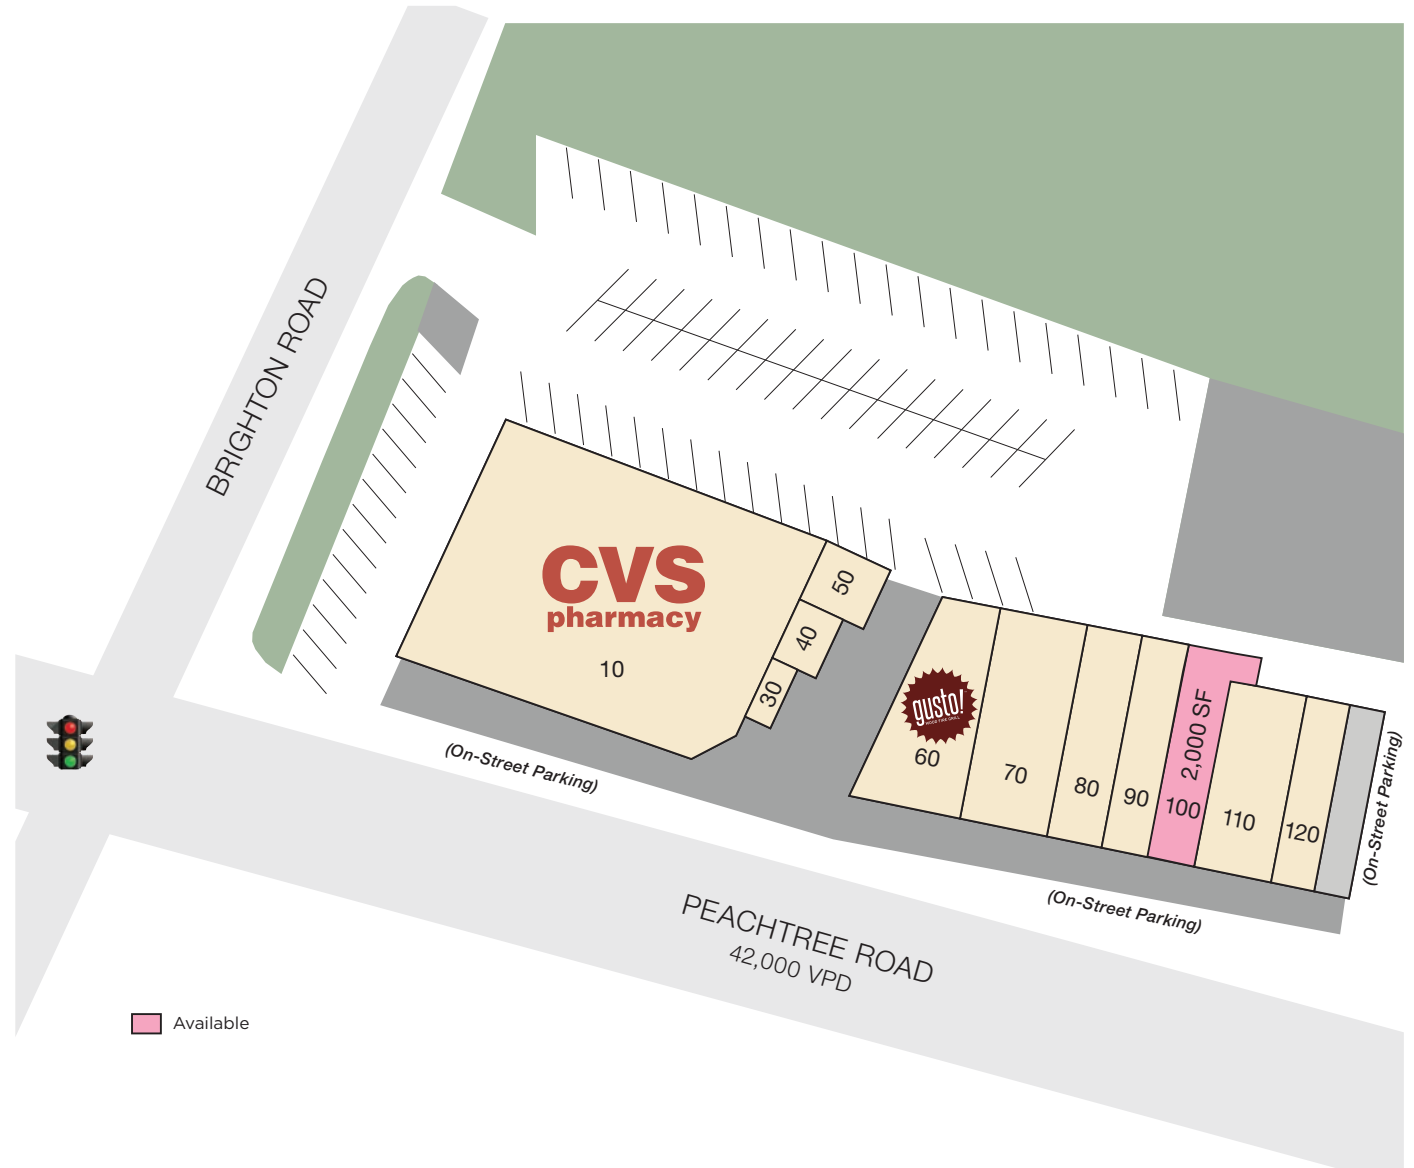 BRIGHTON ROAD
CVS
pharmacy
10
50
40
30
gusto!
60
70
80
90
2,000 SF
100
110
120
(On-Street Parking)
(On-Street Parking)
(On-Street Parking)
PEACHTREE ROAD
42,000 VPD
Available